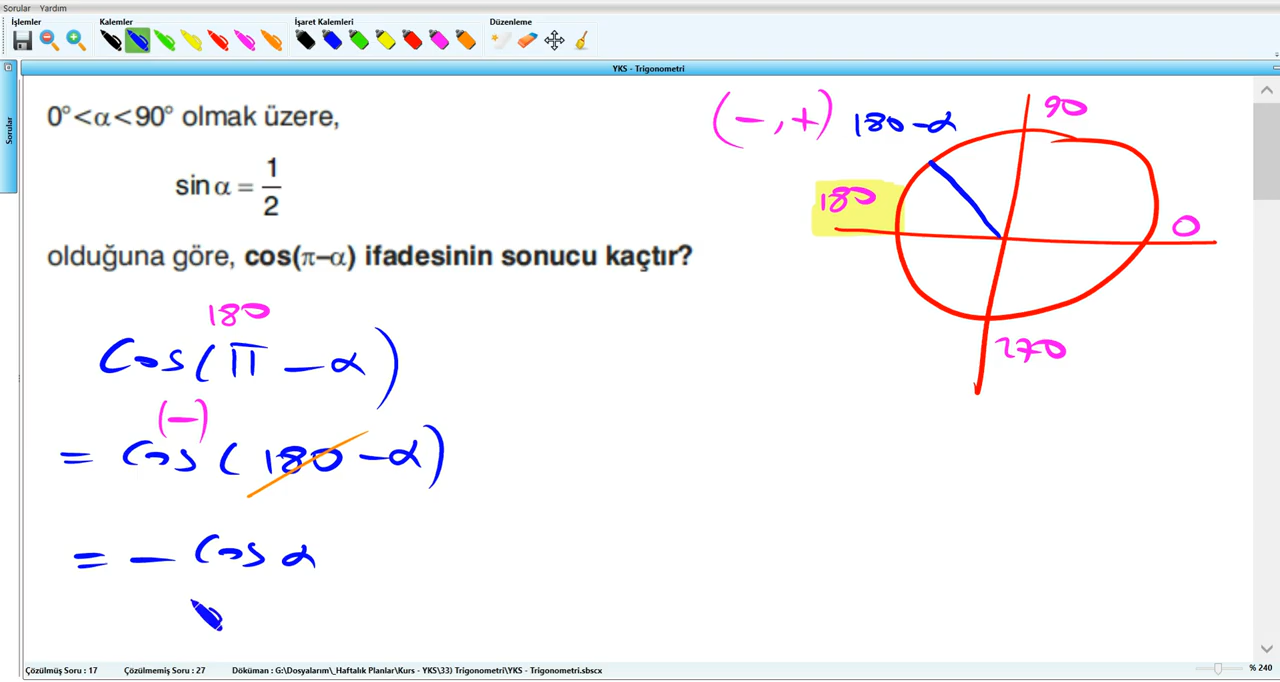 Sorular Yardım
İşlemler Kalemler İşaret Kalemleri Düzenleme
YKS - Trigonometri
Sorular
0°<α<90° olmak üzere,
sin α = 1/2
olduğuna göre, cos(π–α) ifadesinin sonucu kaçtır?
180
Cos(π – α)
(–)
= Cos(180 – α)
= – Cos α
(–,+) 180-α
90
180
0
270
Çözülmüş Soru : 17 Çözülmemiş Soru : 27 Döküman : G:\Dosyalarım\_Haftalık Planlar\Kurs - YKS\33) Trigonometri\YKS - Trigonometri.sbscx % 240